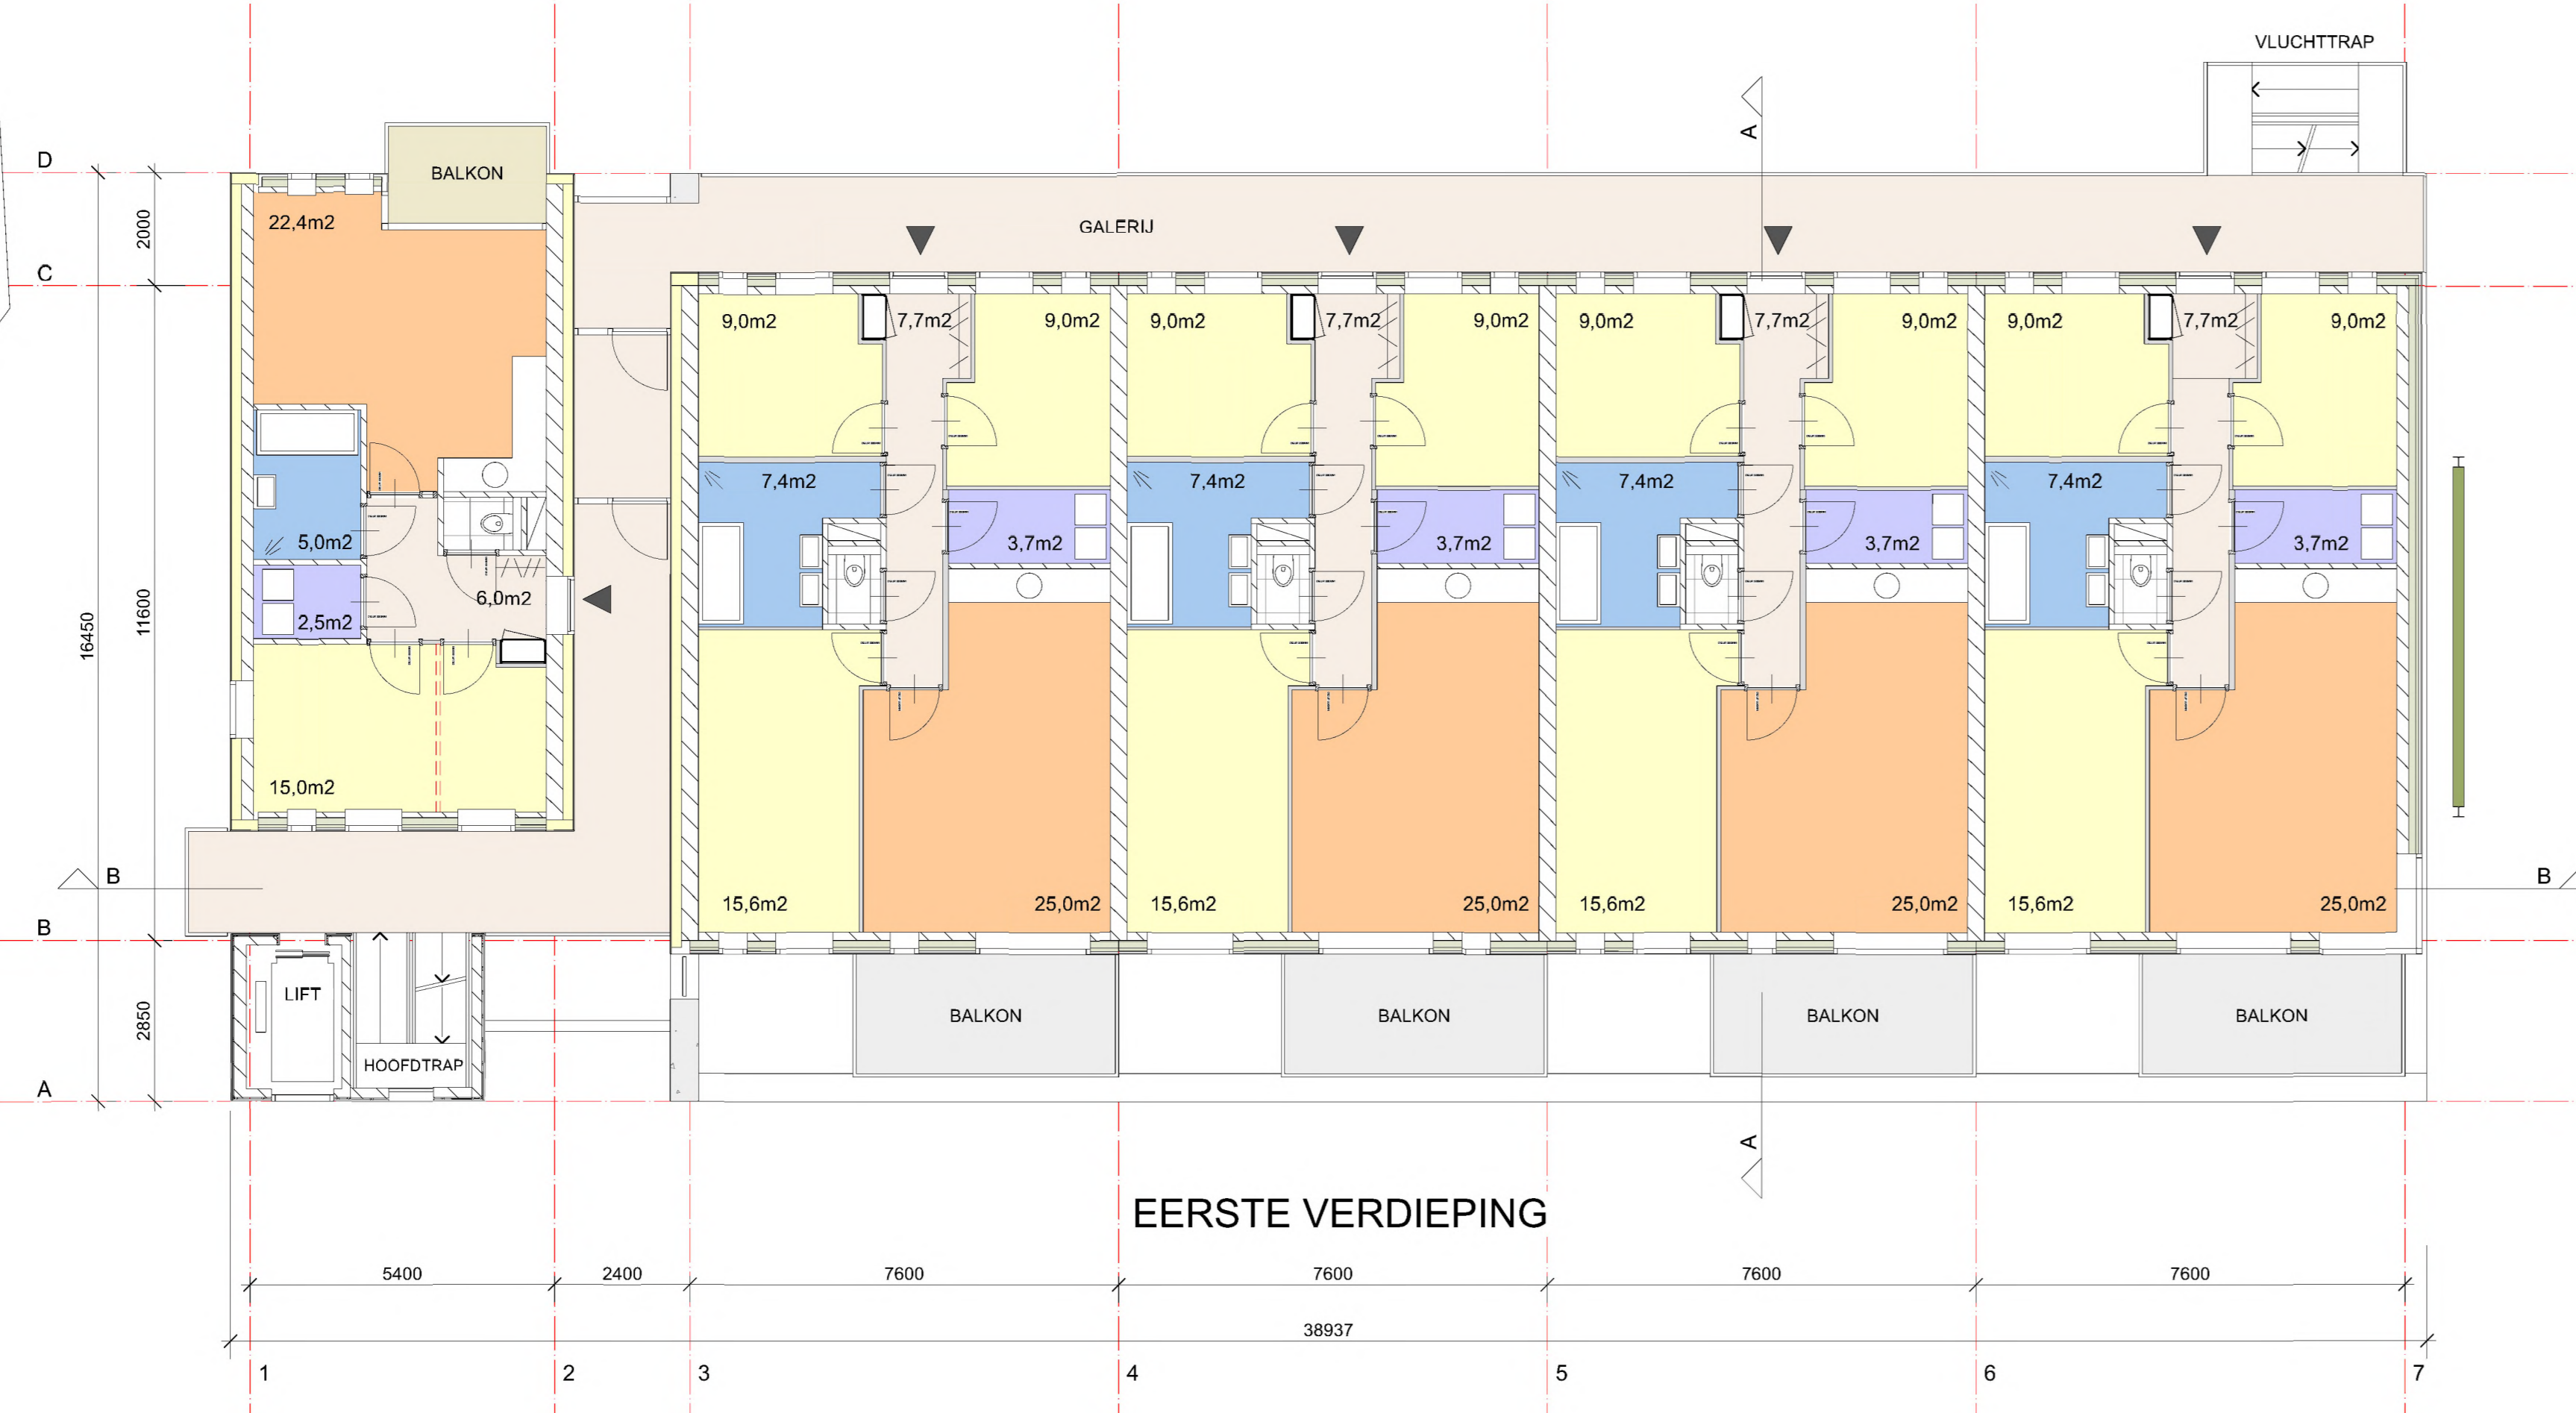 VLUCHTTRAP
A
D
BALKON
2000
22,4m2
GALERIJ
C
9,0m2
7,7m2
9,0m2
9,0m2
7,7m2
9,0m2
9,0m2
7,7m2
9,0m2
9,0m2
7,7m2
9,0m2
7,4m2
7,4m2
7,4m2
7,4m2
5,0m2
3,7m2
3,7m2
3,7m2
3,7m2
16450
11600
6,0m2
2,5m2
15,0m2
B
B
15,6m2
25,0m2
15,6m2
25,0m2
15,6m2
25,0m2
15,6m2
25,0m2
B
LIFT
2850
BALKON
BALKON
BALKON
BALKON
HOOFDTRAP
A
A
EERSTE VERDIEPING
5400
2400
7600
7600
7600
7600
38937
1
2
3
4
5
6
7